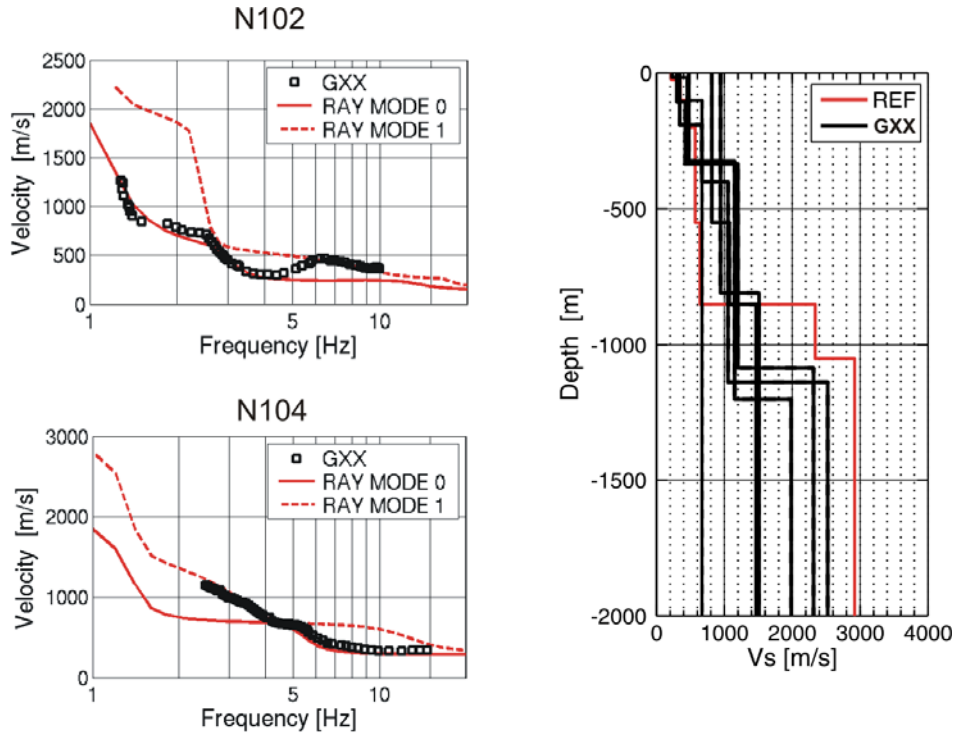 N102
2500
2000
1500
1000
500
0
Velocity [m/s]
GXX
RAY MODE 0
RAY MODE 1
1
5
10
Frequency [Hz]
N104
3000
2000
1000
0
Velocity [m/s]
GXX
RAY MODE 0
RAY MODE 1
1
5
10
Frequency [Hz]
0
-500
-1000
-1500
-2000
Depth [m]
REF
GXX
0
1000
2000
3000
4000
Vs [m/s]